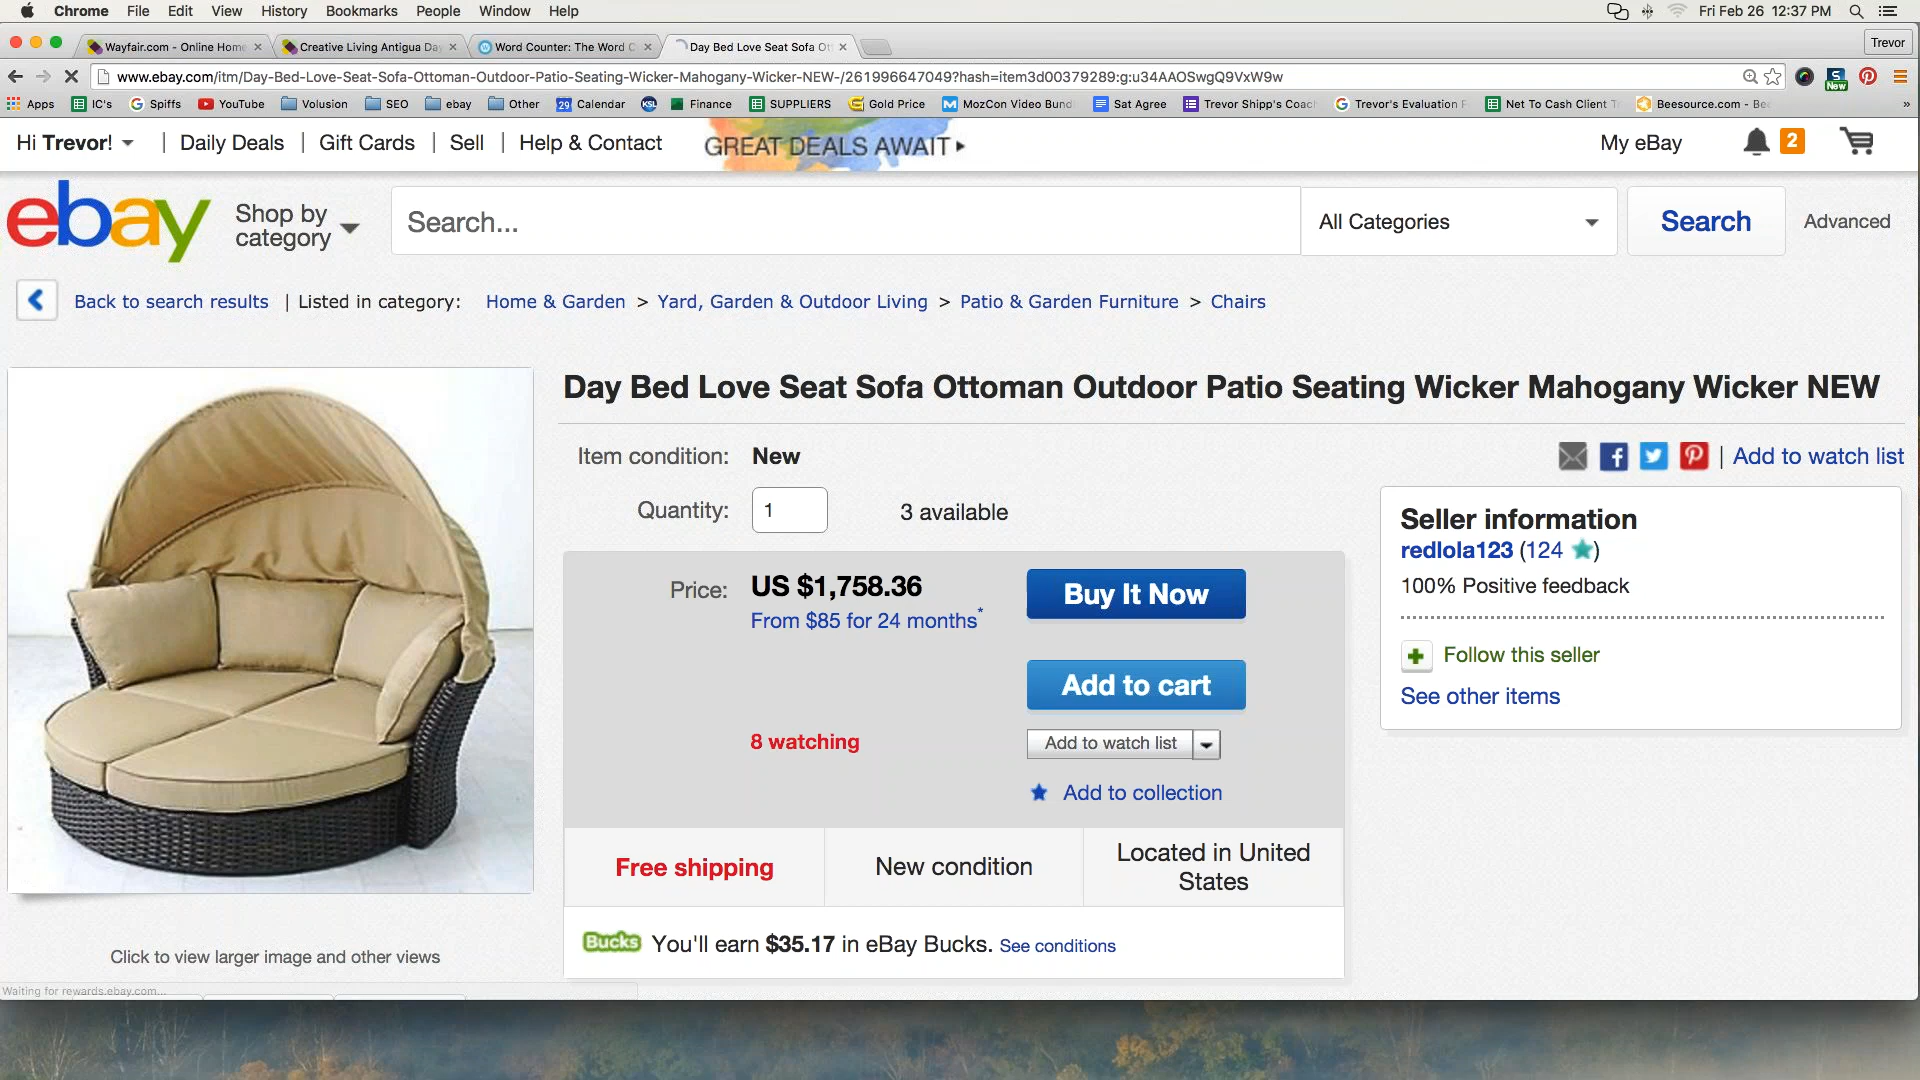 Chrome File Edit View History Bookmarks People Window Help Fri Feb 26 12:37 PM
Wayfair.com - Online Home Creative Living Antigua Da Word Counter: The Word C Day Bed Love Seat Sofa Ot Trevor
www.ebay.com/itm/Day-Bed-Love-Seat-Sofa-Ottoman-Outdoor-Patio-Seating-Wicker-Mahogany-Wicker-NEW-/261996647049?hash=item3d00379289:g:u34AAOSwgQ9VxW9w
New
Apps IC's Spiffs YouTube Volusion SEO ebay Other 29 Calendar KSL Finance SUPPLIERS Gold Price MozCon Video Bund Sat Agree Trevor Shipp's Coac Trevor's Evaluation F Net To Cash Client T Beesource.com - Be »
Hi Trevor! | Daily Deals | Gift Cards | Sell | Help & Contact GREAT DEALS AWAIT My eBay 2
ebay Shop by category Search... All Categories Search Advanced
Back to search results | Listed in category: Home & Garden > Yard, Garden & Outdoor Living > Patio & Garden Furniture > Chairs
Day Bed Love Seat Sofa Ottoman Outdoor Patio Seating Wicker Mahogany Wicker NEW
Item condition: New
| Add to watch list
Quantity: 1 3 available
Price: US $1,758.36
From $85 for 24 months*
Buy It Now
Add to cart
8 watching
Add to watch list
Add to collection
Free shipping
New condition
Located in United
States
Bucks You'll earn $35.17 in eBay Bucks. See conditions
Seller information
redlola123 (124)
100% Positive feedback
Follow this seller
See other items
Click to view larger image and other views
Waiting for rewards.ebay.com...